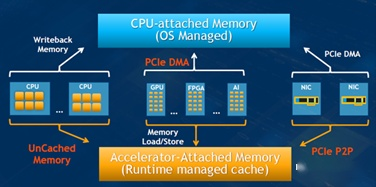 CPU-attached Memory
(OS Managed)
Writeback
Memory
PCIe DMA
PCIe DMA
CPU
CPU
...
GPU
FPGA
AI
...
NIC
NIC
...
UnCached
Memory
Memory
Load/Store
PCIe P2P
Accelerator-Attached Memory
(Runtime managed cache)